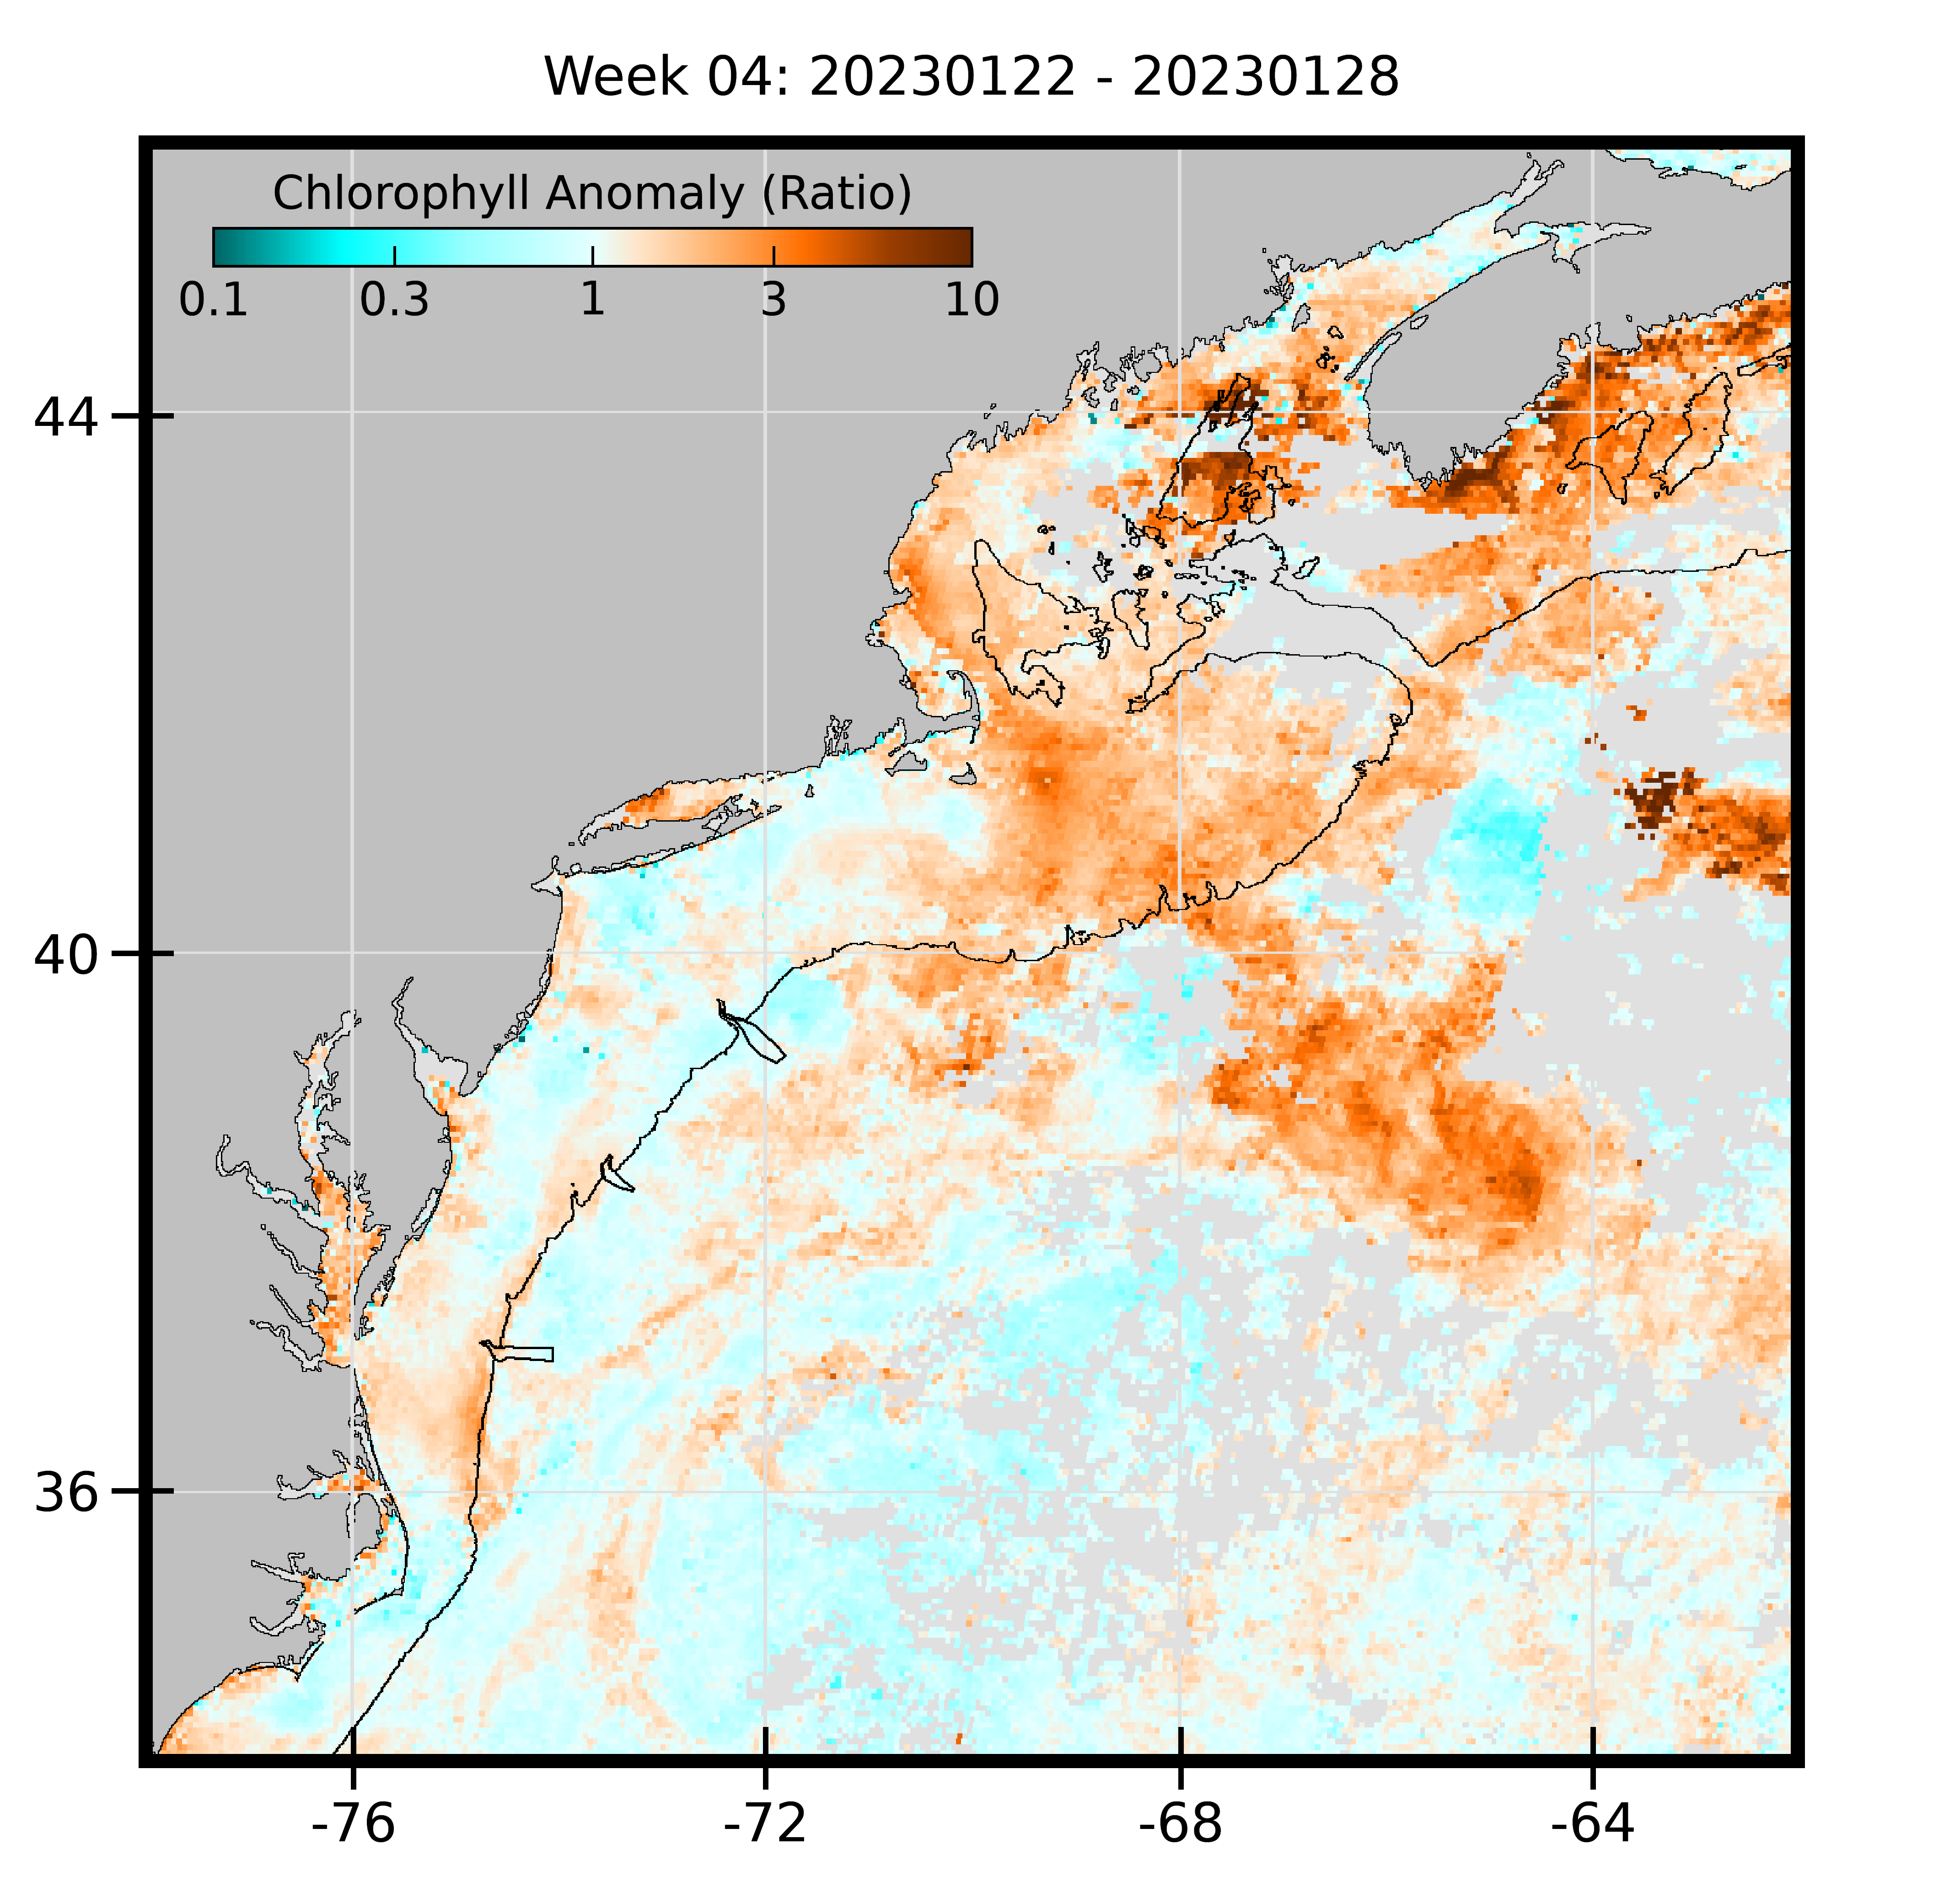 Week 04: 20230122 - 20230128
Chlorophyll Anomaly (Ratio)
0.1 0.3 1 3 10
44
40
36
-76 -72 -68 -64